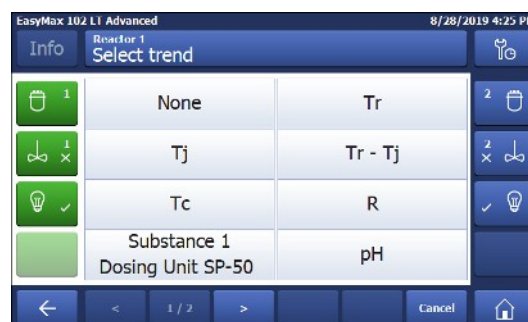 EasyMax 102 LT Advanced 8/28/2019 4:25 P
Info
Reactor 1
Select trend
1
None
Tr
2
1
Tj
Tr - Tj
2
Tc
R
Substance 1
Dosing Unit SP-50
pH
<
1 / 2
>
Cancel